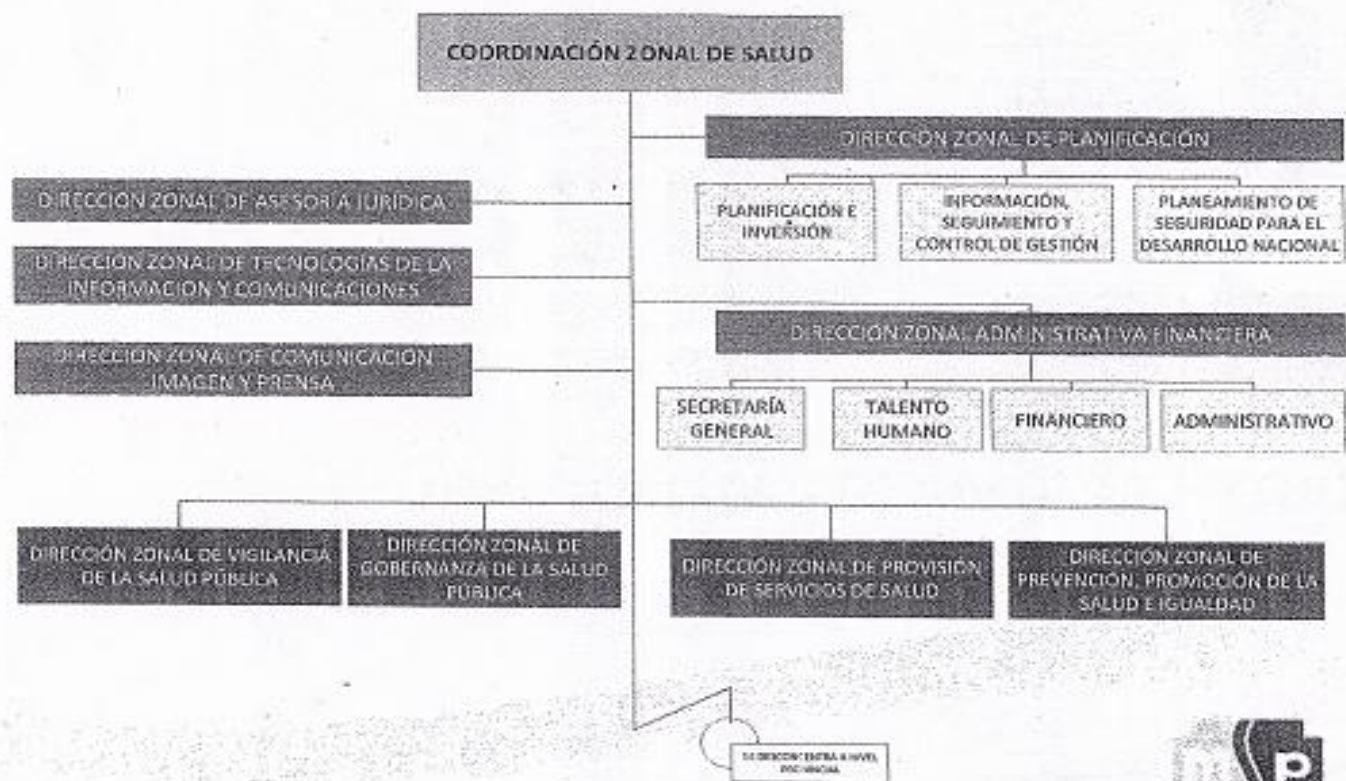 COORDINACIÓN ZONAL DE SALUD
DIRECCIÓN ZONAL DE PLANIFICACIÓN
PLANIFICACIÓN E
INVERSIÓN
INFORMACIÓN,
SEGUIMIENTO Y
CONTROL DE GESTIÓN
PLANEAMIENTO DE
SEGURIDAD PARA EL
DESARROLLO NACIONAL
DIRECCIÓN ZONAL DE ASESORÍA JURÍDICA
DIRECCIÓN ZONAL DE TECNOLOGÍAS DE LA
INFORMACIÓN Y COMUNICACIONES
DIRECCIÓN ZONAL DE COMUNICACIÓN
IMAGEN Y PRENSA
DIRECCIÓN ZONAL ADMINISTRATIVA FINANCIERA
SECRETARÍA
GENERAL
TALENTO
HUMANO
FINANCIERO
ADMINISTRATIVO
DIRECCIÓN ZONAL DE VIGILANCIA
DE LA SALUD PÚBLICA
DIRECCIÓN ZONAL DE
GOBERNANZA DE LA SALUD
PÚBLICA
DIRECCIÓN ZONAL DE PROVISIÓN
DE SERVICIOS DE SALUD
DIRECCIÓN ZONAL DE
PREVENCIÓN, PROMOCIÓN DE LA
SALUD E IGUALDAD
SE DESCONCENTRA A NIVEL
PROVINCIAL